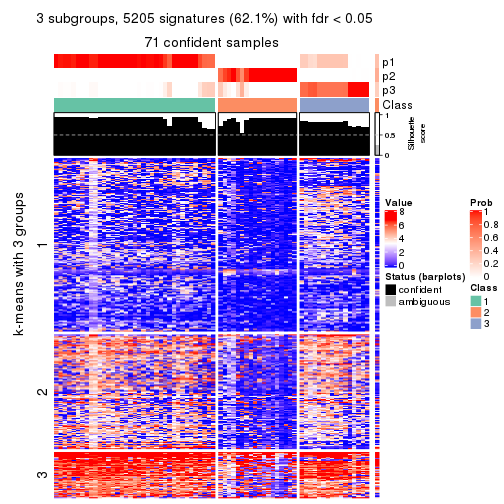 3 subgroups, 5205 signatures (62.1%) with fdr < 0.05
71 confident samples
p1
p2
p3
Class
1
0.5
0
Silhouette
score
k-means with 3 groups
1
2
3
Value
8
6
4
2
0
Status (barplots)
confident
ambiguous
Prob
1
0.8
0.6
0.4
0.2
0
Class
1
2
3